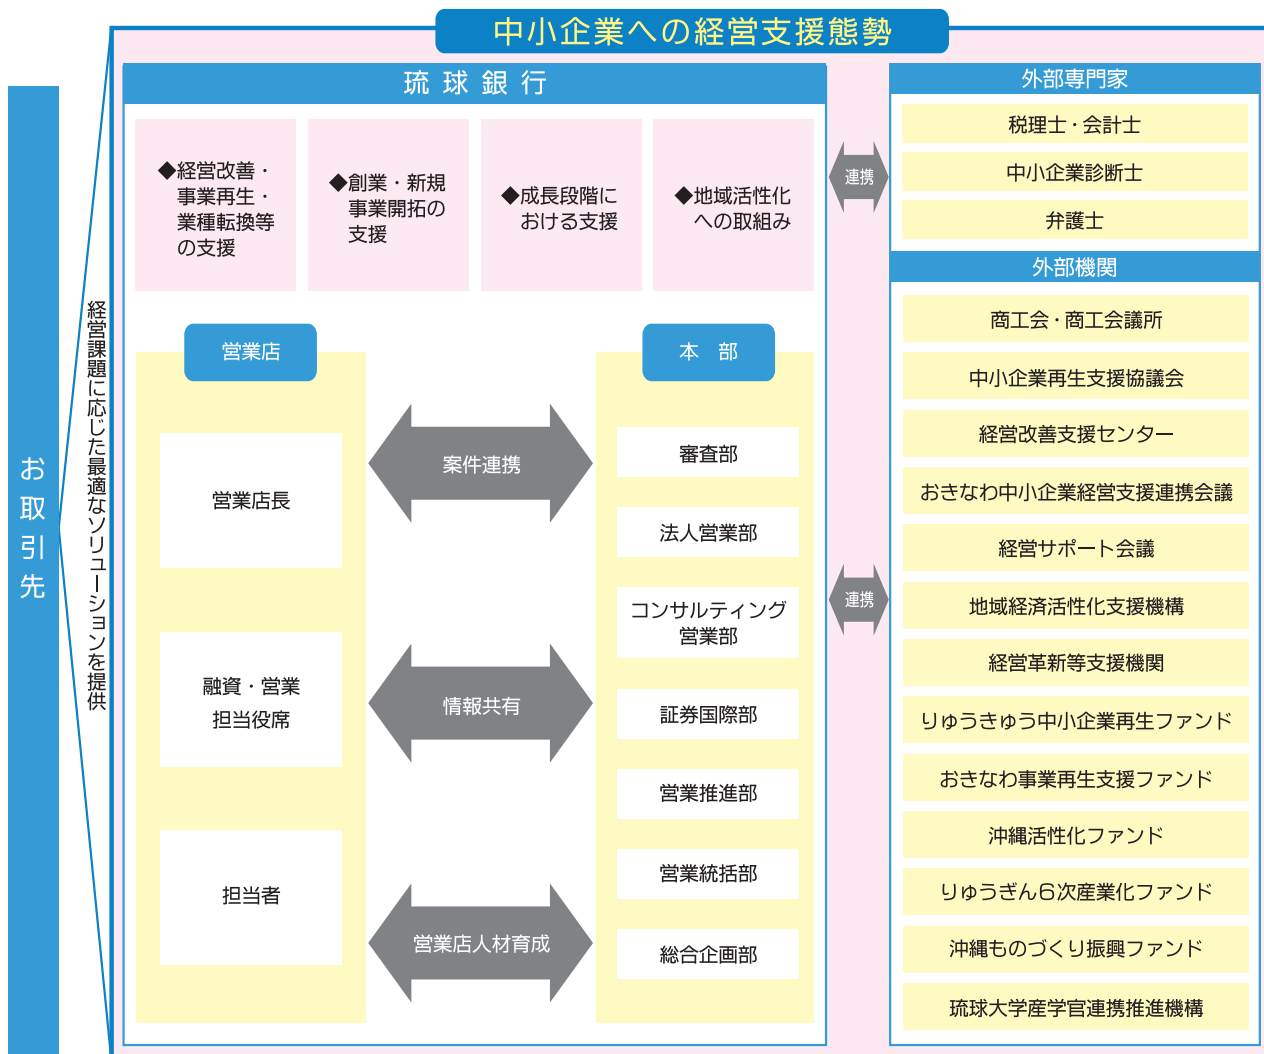 中小企業への経営支援態勢
お取引先
経営課題に応じた最適なソリューションを提供
琉球銀行
◆経営改善・
事業再生・
業種転換等
の支援
◆創業・新規
事業開拓の
支援
◆成長段階に
おける支援
◆地域活性化
への取組み
営業店
営業店長
融資・営業
担当役席
担当者
案件連携
情報共有
営業店人材育成
本 部
審査部
法人営業部
コンサルティング
営業部
証券国際部
営業推進部
営業統括部
総合企画部
連携
連携
外部専門家
税理士・会計士
中小企業診断士
弁護士
外部機関
商工会・商工会議所
中小企業再生支援協議会
経営改善支援センター
おきなわ中小企業経営支援連携会議
経営サポート会議
地域経済活性化支援機構
経営革新等支援機関
りゅうきゅう中小企業再生ファンド
おきなわ事業再生支援ファンド
沖縄活性化ファンド
りゅうぎん6次産業化ファンド
沖縄ものづくり振興ファンド
琉球大学産学官連携推進機構